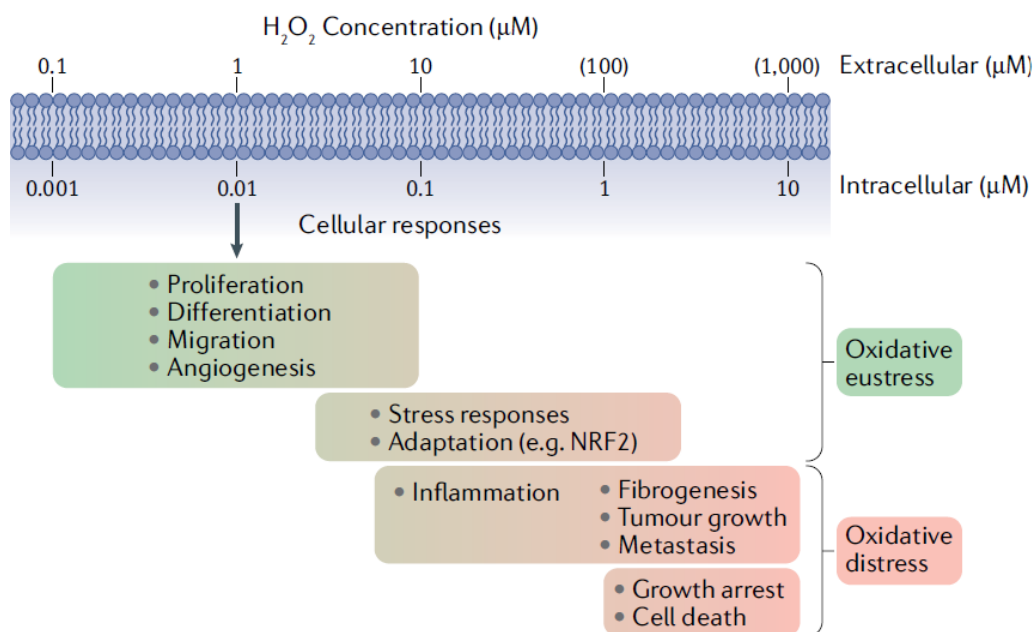 H₂O₂ Concentration (μM)
0.1 1 10 (100) (1,000) Extracellular (μM)
0.001 0.01 0.1 1 10 Intracellular (μM)
Cellular responses
• Proliferation
• Differentiation
• Migration
• Angiogenesis
Oxidative
eustress
• Stress responses
• Adaptation (e.g. NRF2)
• Inflammation
• Fibrogenesis
• Tumour growth
• Metastasis
Oxidative
distress
• Growth arrest
• Cell death